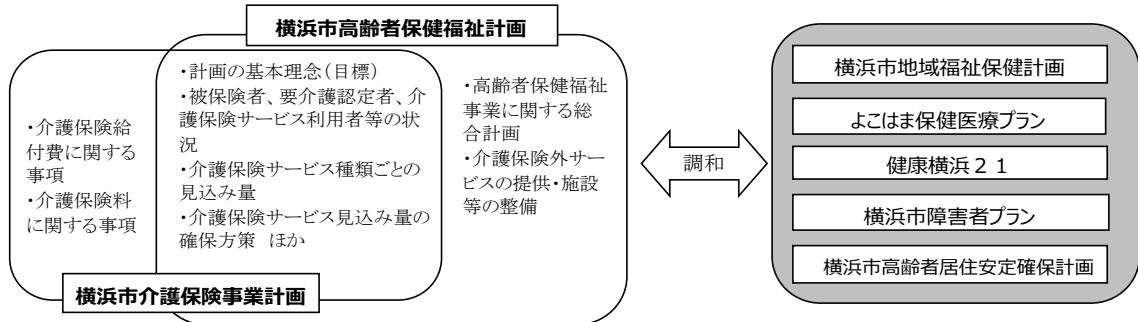 横浜市高齢者保健福祉計画
・介護保険給
付費に関する
事項
・介護保険料
に関する事項
・計画の基本理念（目標）
・被保険者、要介護認定者、介
護保険サービス利用者等の状
況
・介護保険サービス種類ごとの
見込み量
・介護保険サービス見込み量の
確保方策　ほか
・高齢者保健福祉
事業に関する総
合計画
・介護保険外サー
ビスの提供・施設
等の整備
横浜市介護保険事業計画
調和
横浜市地域福祉保健計画
よこはま保健医療プラン
健康横浜２１
横浜市障害者プラン
横浜市高齢者居住安定確保計画